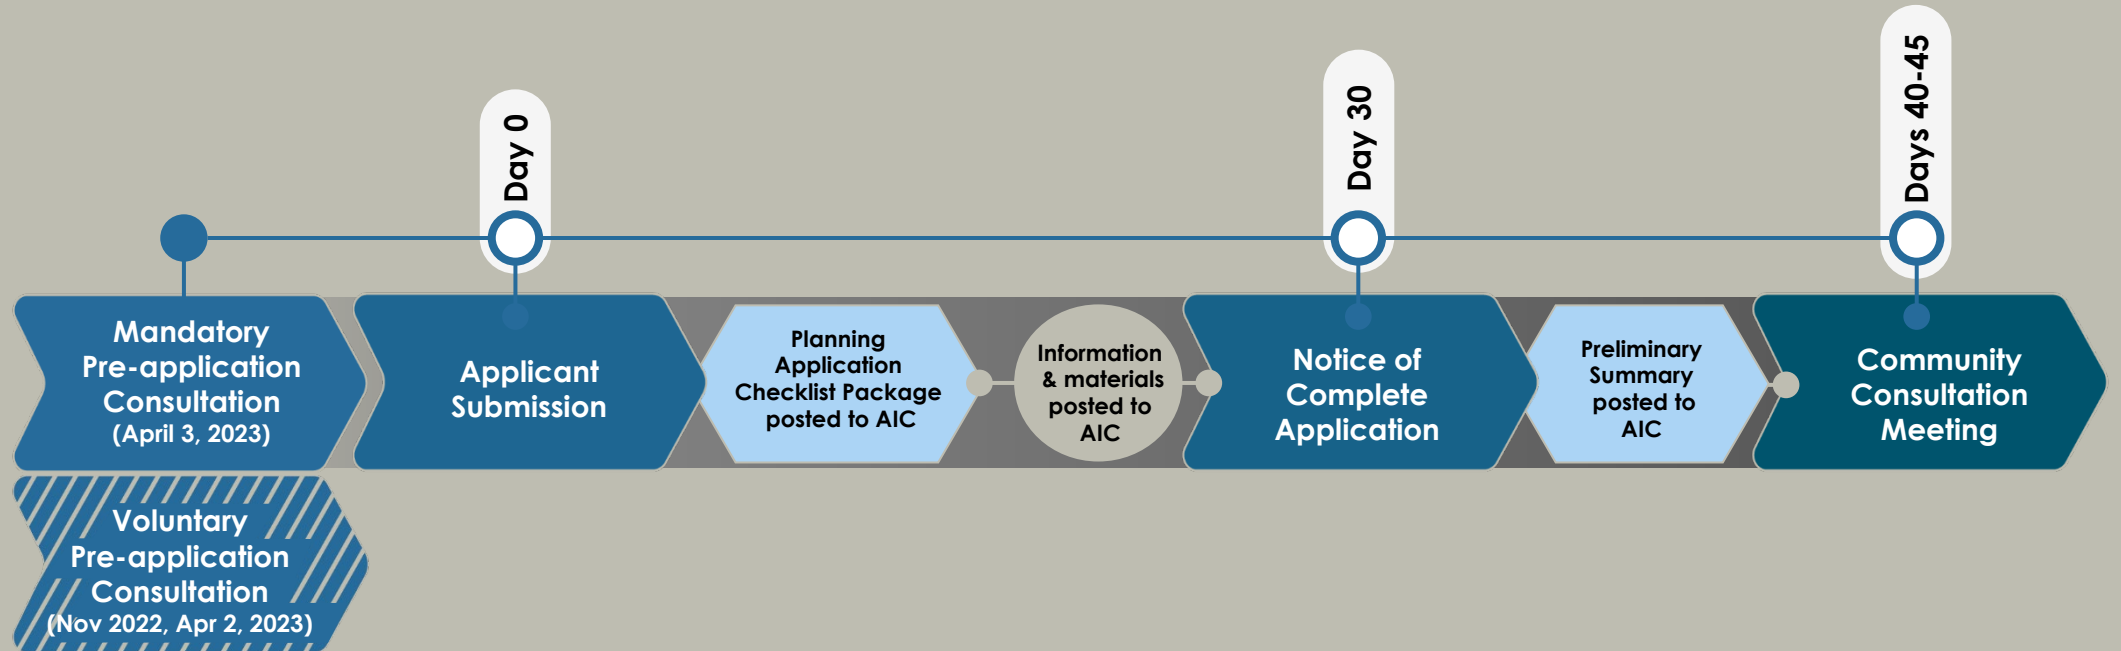 Day 0
Day 30
Days 40-45
Mandatory
Pre-application
Consultation
(April 3, 2023)
Applicant
Submission
Planning
Application
Checklist Package
posted to AIC
Information
& materials
posted to
AIC
Notice of
Complete
Application
Preliminary
Summary
posted to
AIC
Community
Consultation
Meeting
Voluntary
Pre-application
Consultation
(Nov 2022, Apr 2, 2023)